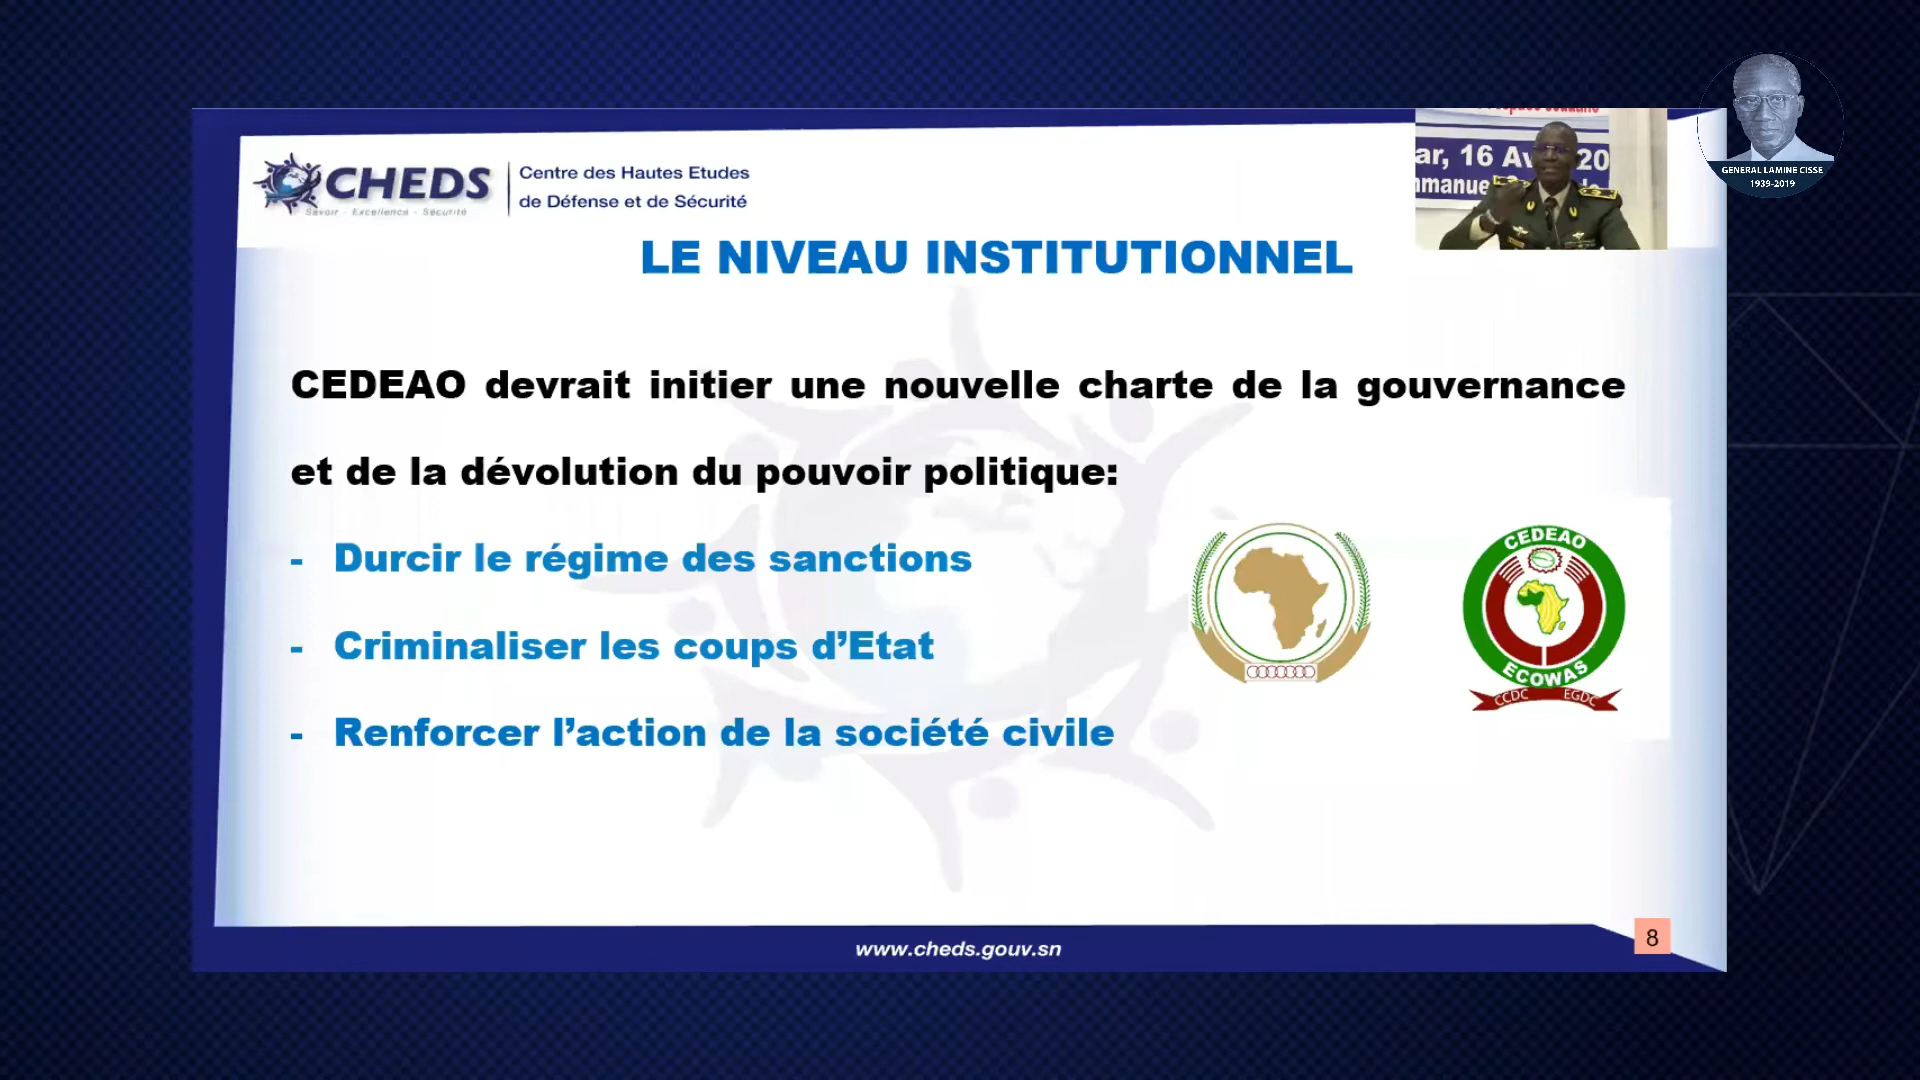 CHEDS
Savoir - Excellence - Sécurité
Centre des Hautes Etudes
de Défense et de Sécurité
ar, 16 Av 20
nmanue
GENERAL LAMINE CISSE
1939-2019
LE NIVEAU INSTITUTIONNEL
CEDEAO devrait initier une nouvelle charte de la gouvernance
et de la dévolution du pouvoir politique:
- Durcir le régime des sanctions
- Criminaliser les coups d’Etat
- Renforcer l’action de la société civile
CEDEAO
ECOWAS
CCDC EGDC
www.cheds.gouv.sn
8